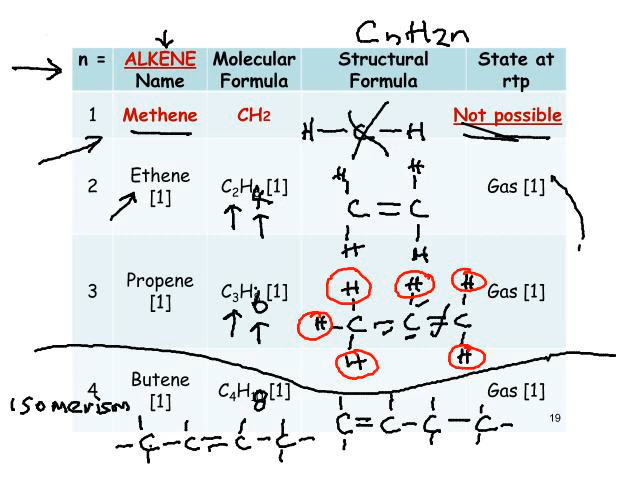 CnH2n
n = ALKENE Name Molecular Formula Structural Formula State at rtp
1 Methene CH2 H-C-H Not possible
2 Ethene [1] C2H4 [1] Gas [1]
H H
C=C
H H
3 Propene [1] C3H6 [1] Gas [1]
H H H
H-C-C=C
H H
4 Butene [1] C4H8 [1] Gas [1]
isomerism
C=C-C-C-
-C-C=C-C-
19